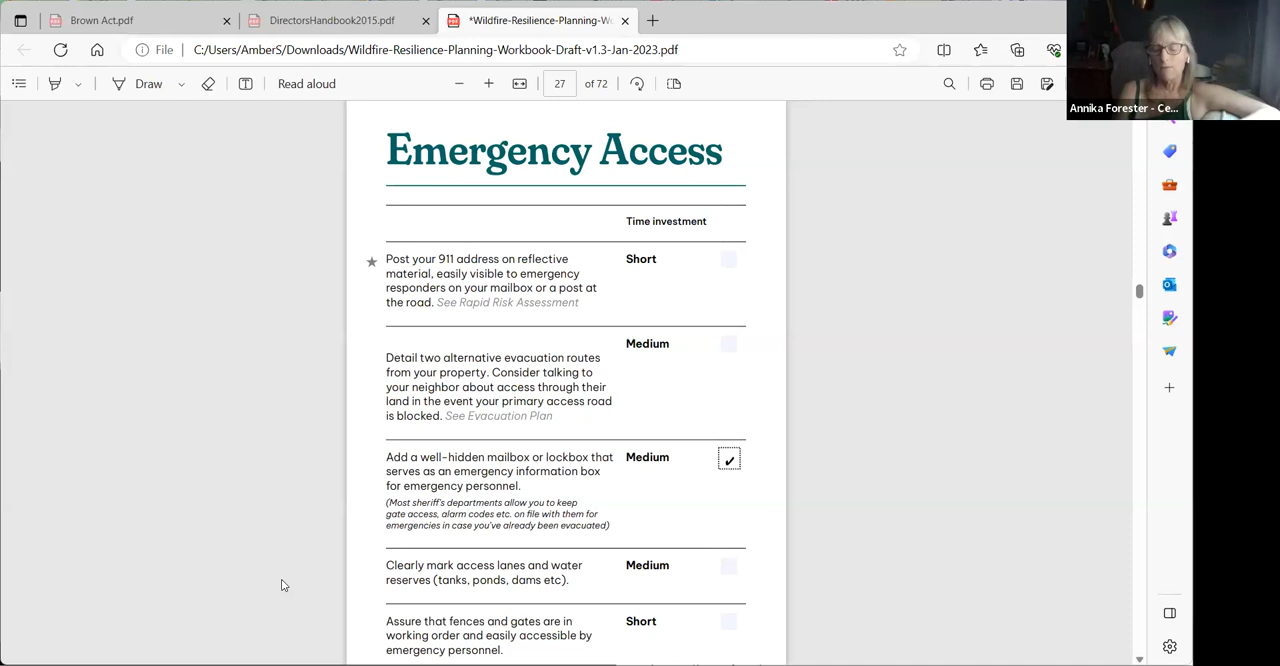 Brown Act.pdf
DirectorsHandbook2015.pdf
*Wildfire-Resilience-Planning-Wo
File
C:/Users/AmberS/Downloads/Wildfire-Resilience-Planning-Workbook-Draft-v1.3-Jan-2023.pdf
Draw
Read aloud
27 of 72
Annika Forester - Ce...
Emergency Access
Time investment
Post your 911 address on reflective
material, easily visible to emergency
responders on your mailbox or a post at
the road. See Rapid Risk Assessment
Short
Medium
Detail two alternative evacuation routes
from your property. Consider talking to
your neighbor about access through their
land in the event your primary access road
is blocked. See Evacuation Plan
Add a well-hidden mailbox or lockbox that
serves as an emergency information box
for emergency personnel.
(Most sheriff's departments allow you to keep
gate access, alarm codes etc. on file with them for
emergencies in case you've already been evacuated)
Medium
Clearly mark access lanes and water
reserves (tanks, ponds, dams etc).
Medium
Assure that fences and gates are in
working order and easily accessible by
emergency personnel.
Short